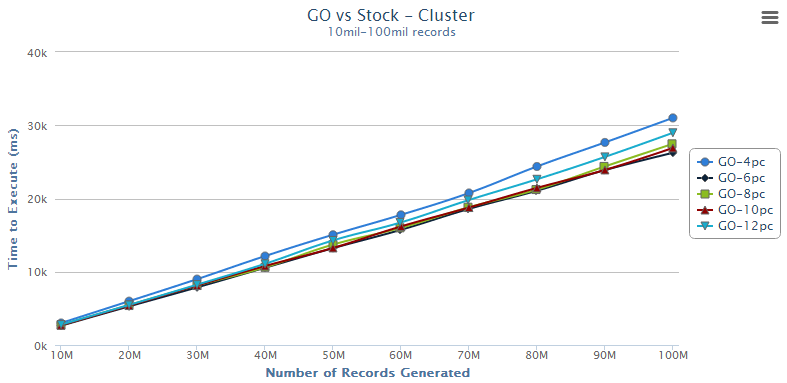 GO vs Stock - Cluster
10mil-100mil records
40k
30k
20k
10k
0k
Time to Execute (ms)
10M 20M 30M 40M 50M 60M 70M 80M 90M 100M
Number of Records Generated
GO-4pc
GO-6pc
GO-8pc
GO-10pc
GO-12pc